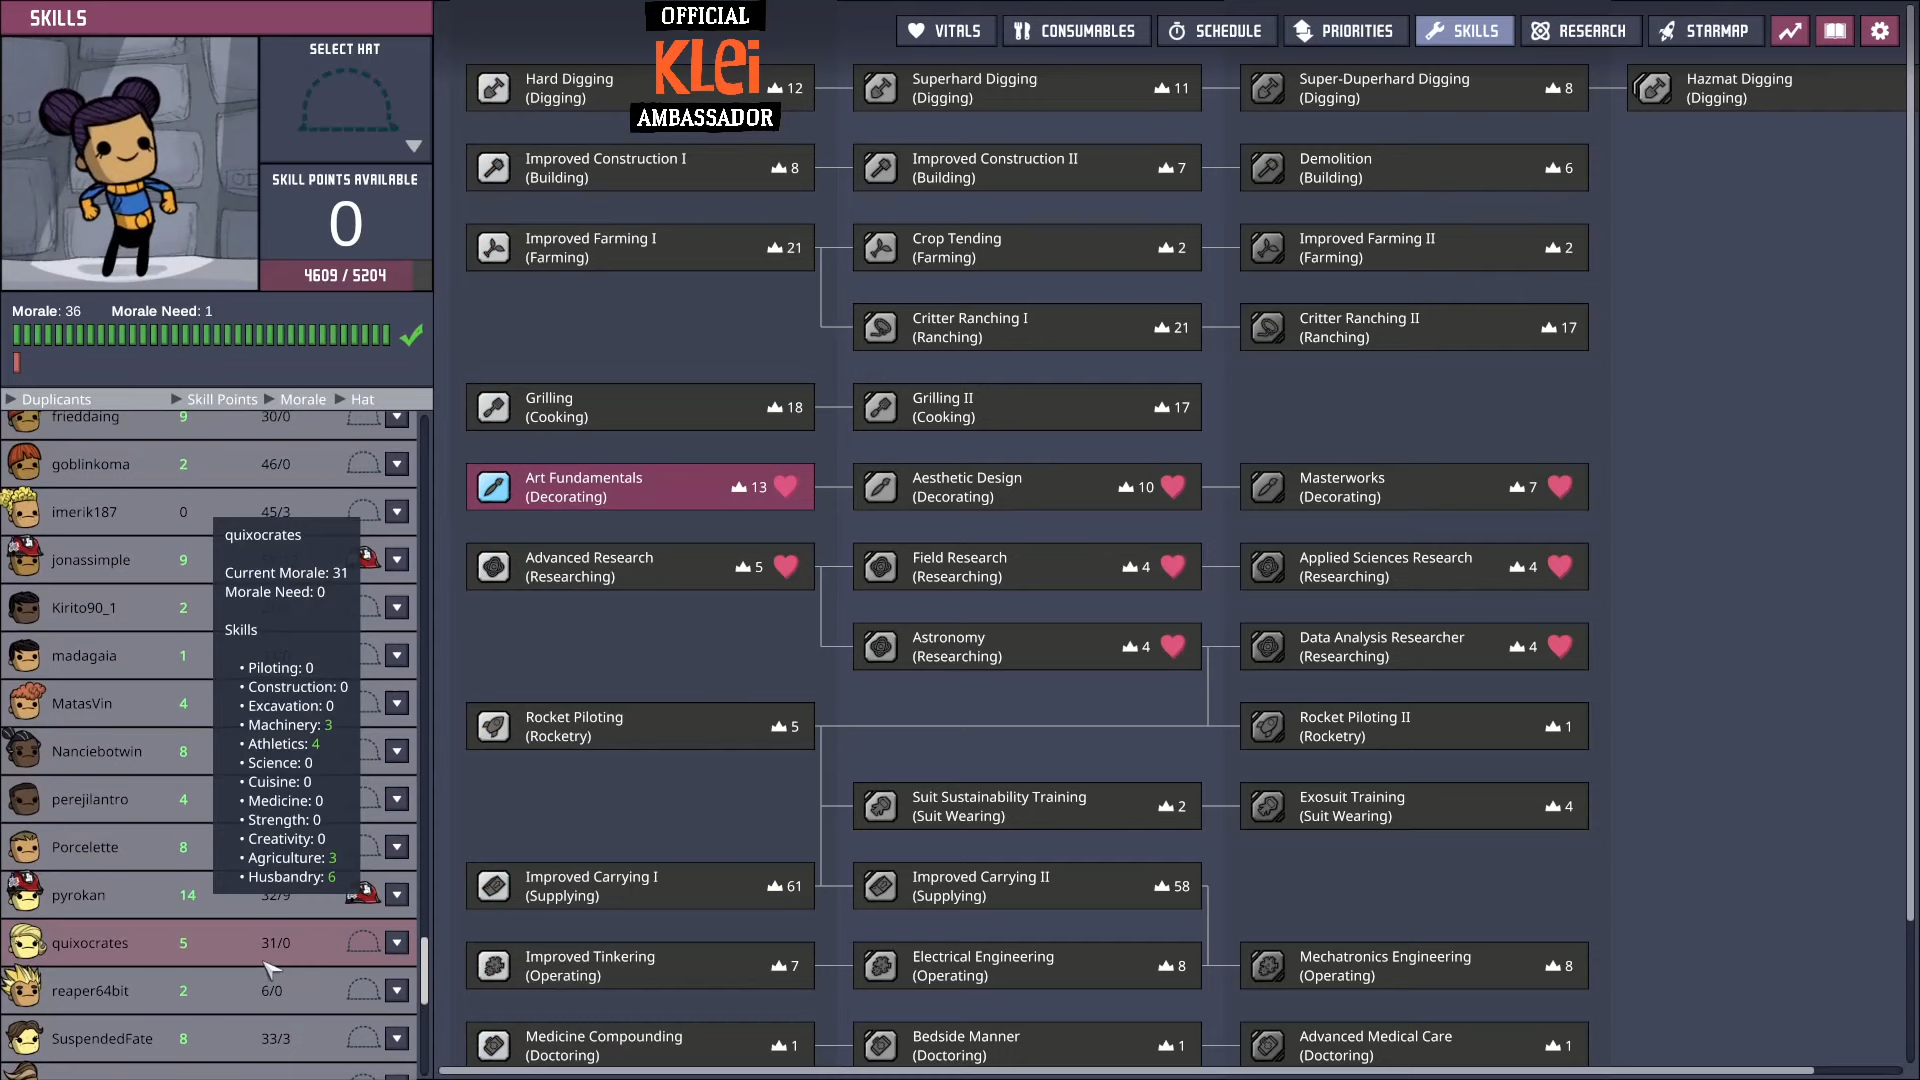 SKILLS
OFFICIAL
KLei
AMBASSADOR
VITALS
CONSUMABLES
SCHEDULE
PRIORITIES
SKILLS
RESEARCH
STARMAP
SELECT HAT
SKILL POINTS AVAILABLE
0
4609 / 5204
Morale: 36 Morale Need: 1
Duplicants Skill Points Morale Hat
frieddaing 9 30/0
goblinkoma 2 46/0
imerik187 0 45/3
jonassimple 9
Kirito90_1 2
madagaia 1
MatasVin 4
Nanciebotwin 8
perejilantro 4
Porcelette 8
pyrokan 14 32/9
quixocrates 5 31/0
reaper64bit 2 6/0
SuspendedFate 8 33/3
quixocrates
Current Morale: 31
Morale Need: 0
Skills
• Piloting: 0
• Construction: 0
• Excavation: 0
• Machinery: 3
• Athletics: 4
• Science: 0
• Cuisine: 0
• Medicine: 0
• Strength: 0
• Creativity: 0
• Agriculture: 3
• Husbandry: 6
Hard Digging
(Digging)
12
Superhard Digging
(Digging)
11
Super-Duperhard Digging
(Digging)
8
Hazmat Digging
(Digging)
Improved Construction I
(Building)
8
Improved Construction II
(Building)
7
Demolition
(Building)
6
Improved Farming I
(Farming)
21
Crop Tending
(Farming)
2
Improved Farming II
(Farming)
2
Critter Ranching I
(Ranching)
21
Critter Ranching II
(Ranching)
17
Grilling
(Cooking)
18
Grilling II
(Cooking)
17
Art Fundamentals
(Decorating)
13
Aesthetic Design
(Decorating)
10
Masterworks
(Decorating)
7
Advanced Research
(Researching)
5
Field Research
(Researching)
4
Applied Sciences Research
(Researching)
4
Astronomy
(Researching)
4
Data Analysis Researcher
(Researching)
4
Rocket Piloting
(Rocketry)
5
Rocket Piloting II
(Rocketry)
1
Suit Sustainability Training
(Suit Wearing)
2
Exosuit Training
(Suit Wearing)
4
Improved Carrying I
(Supplying)
61
Improved Carrying II
(Supplying)
58
Improved Tinkering
(Operating)
7
Electrical Engineering
(Operating)
8
Mechatronics Engineering
(Operating)
8
Medicine Compounding
(Doctoring)
1
Bedside Manner
(Doctoring)
1
Advanced Medical Care
(Doctoring)
1